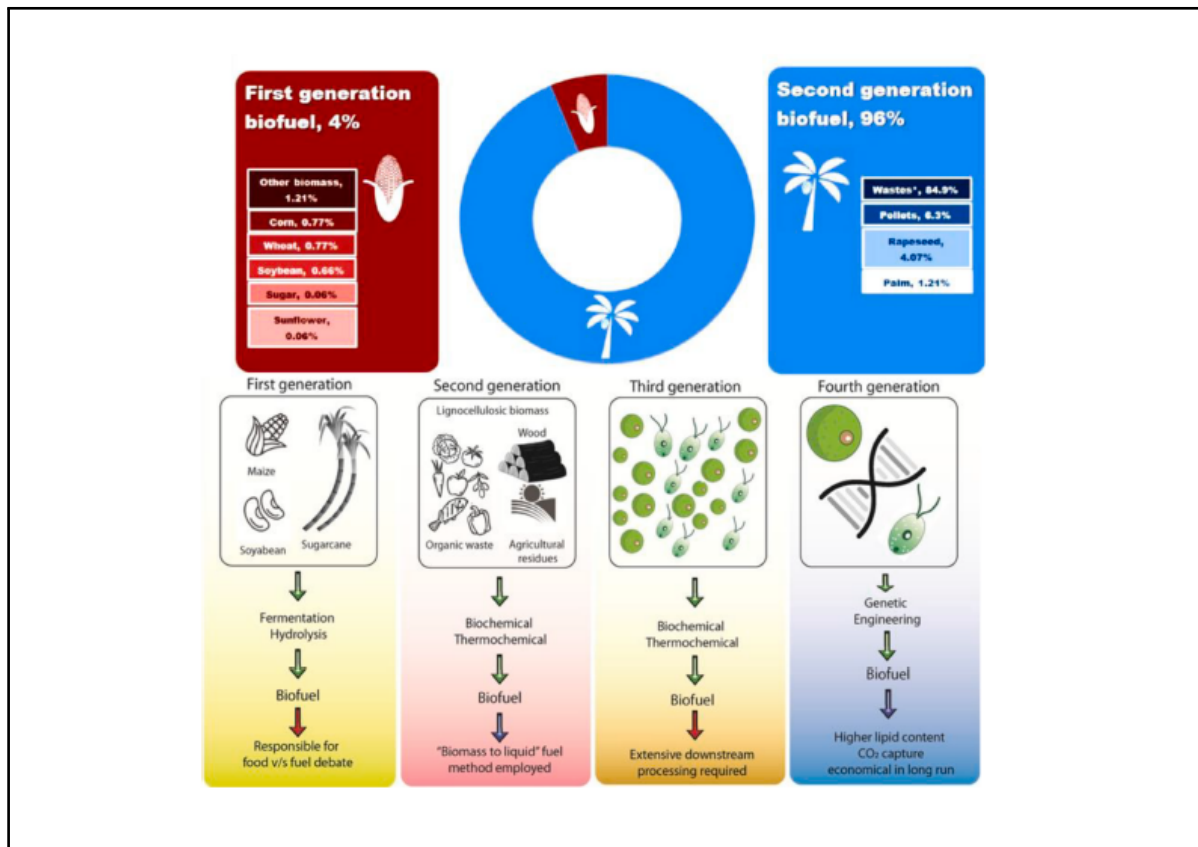 First generation
biofuel, 4%
Other biomass,
1.21%
Corn, 0.77%
Wheat, 0.77%
Soybean, 0.66%
Sugar, 0.06%
Sunflower,
0.06%
Second generation
biofuel, 96%
Wastes*, 84.9%
Pellets, 6.3%
Rapeseed,
4.07%
Palm, 1.21%
First generation
Maize
Soyabean
Sugarcane
Fermentation
Hydrolysis
Biofuel
Responsible for
food v/s fuel debate
Second generation
Lignocellulosic biomass
Wood
Organic waste
Agricultural
residues
Biochemical
Thermochemical
Biofuel
"Biomass to liquid" fuel
method employed
Third generation
Biochemical
Thermochemical
Biofuel
Extensive downstream
processing required
Fourth generation
Genetic
Engineering
Biofuel
Higher lipid content
CO₂ capture
economical in long run